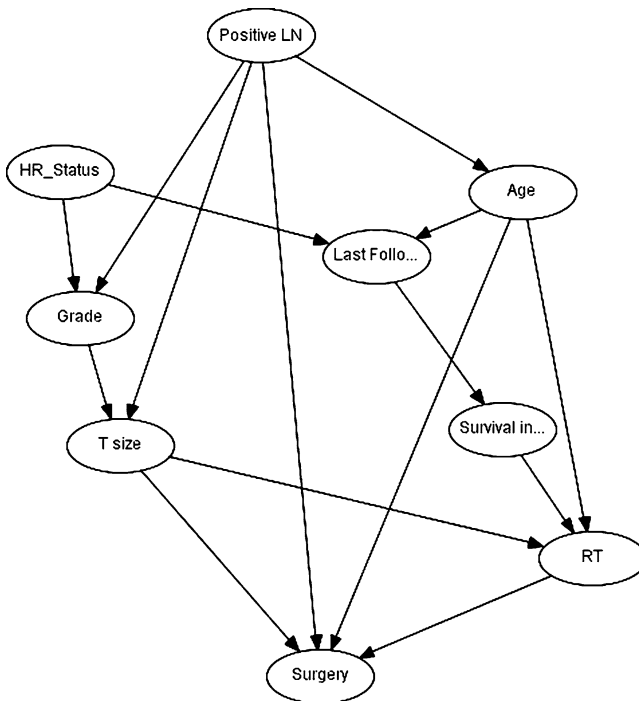 Positive LN
HR_Status
Age
Last Follo...
Grade
Survival in...
T size
RT
Surgery